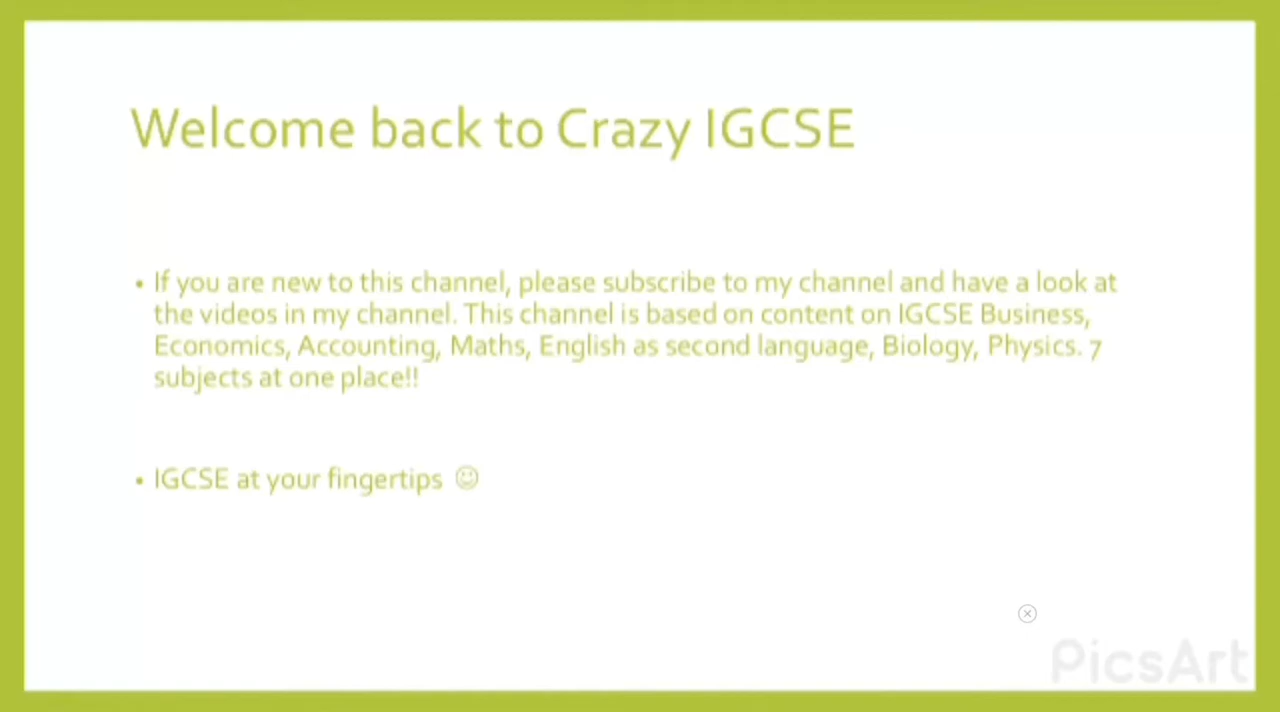 Welcome back to Crazy IGCSE
• If you are new to this channel, please subscribe to my channel and have a look at
the videos in my channel. This channel is based on content on IGCSE Business,
Economics, Accounting, Maths, English as second language, Biology, Physics. 7
subjects at one place!!
• IGCSE at your fingertips ☺
PicsArt